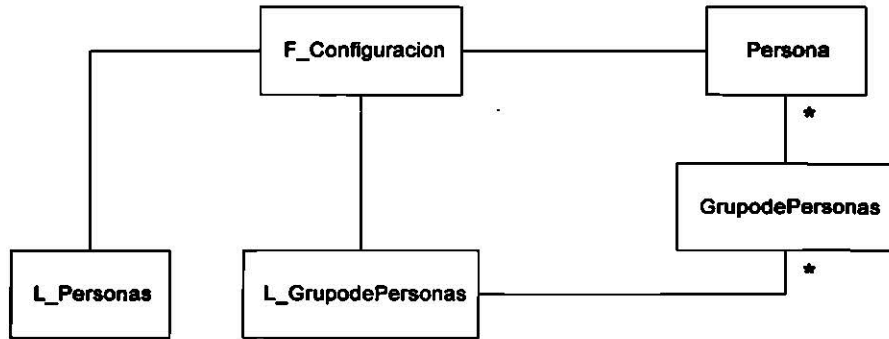 F_Configuracion
Persona
*
GrupodePersonas
*
L_Personas
L_GrupodePersonas